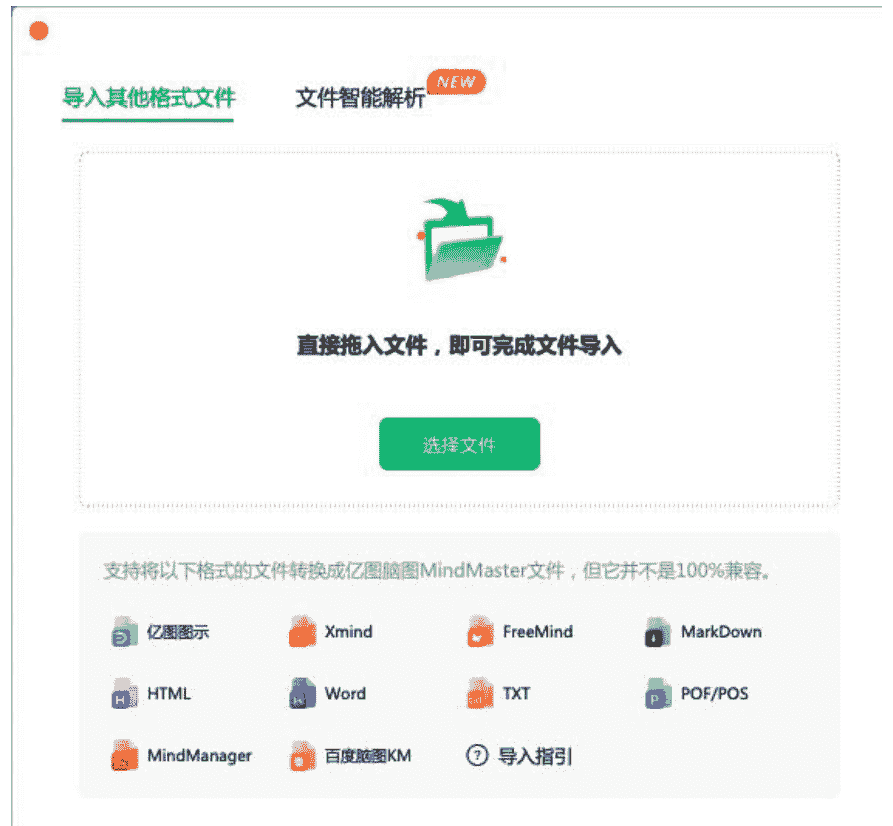 导入其他格式文件 文件智能解析 NEW
直接拖入文件，即可完成文件导入
选择文件
支持将以下格式的文件转换成亿图脑图MindMaster文件，但它并不是100%兼容。
亿图图示 Xmind FreeMind MarkDown
HTML Word TXT POF/POS
MindManager 百度脑图KM 导入指引